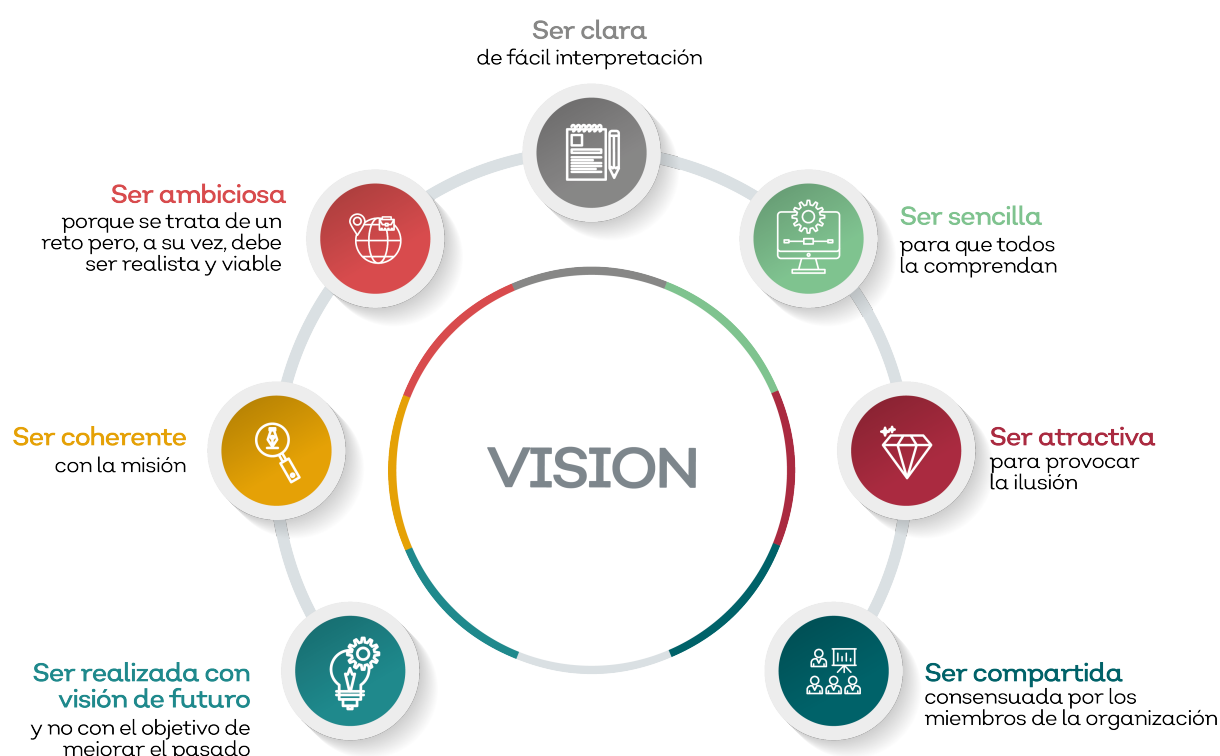 Ser clara
de fácil interpretación
Ser ambiciosa
porque se trata de un
reto pero, a su vez, debe
ser realista y viable
Ser sencilla
para que todos
la comprendan
Ser coherente
con la misión
VISION
Ser atractiva
para provocar
la ilusión
Ser realizada con
visión de futuro
y no con el objetivo de
mejorar el pasado
Ser compartida
consensuada por los
miembros de la organización